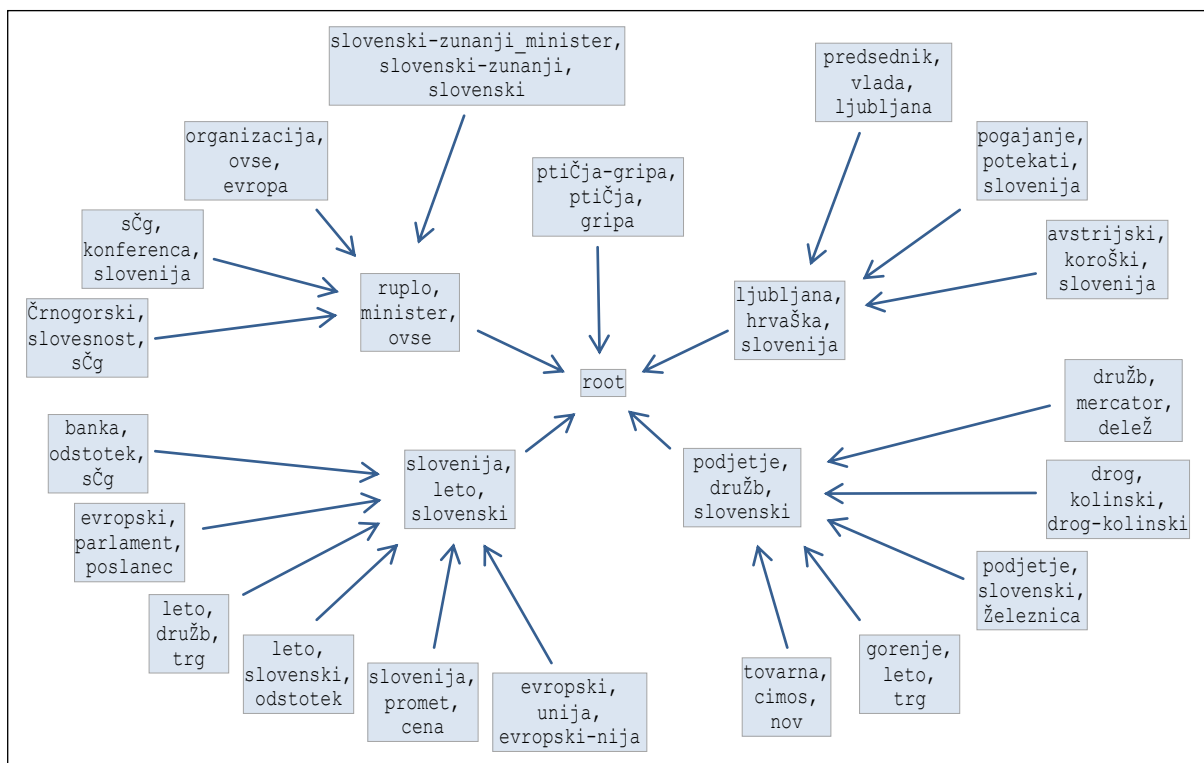 slovenski-zunanji_minister,
slovenski-zunanji,
slovenski
predsednik,
vlada,
ljubljana
organizacija,
ovse,
evropa
pogajanje,
potekati,
slovenija
ptiČja-gripa,
ptiČja,
gripa
sČg,
konferenca,
slovenija
avstrijski,
koroŠki,
slovenija
Črnogorski,
slovesnost,
sČg
ruplo,
minister,
ovse
ljubljana,
hrvaŠka,
slovenija
root
druŽb,
mercator,
deleŽ
banka,
odstotek,
sČg
slovenija,
leto,
slovenski
podjetje,
druŽb,
slovenski
drog,
kolinski,
drog-kolinski
evropski,
parlament,
poslanec
podjetje,
slovenski,
Železnica
leto,
druŽb,
trg
leto,
slovenski,
odstotek
slovenija,
promet,
cena
evropski,
unija,
evropski-nija
tovarna,
cimos,
nov
gorenje,
leto,
trg